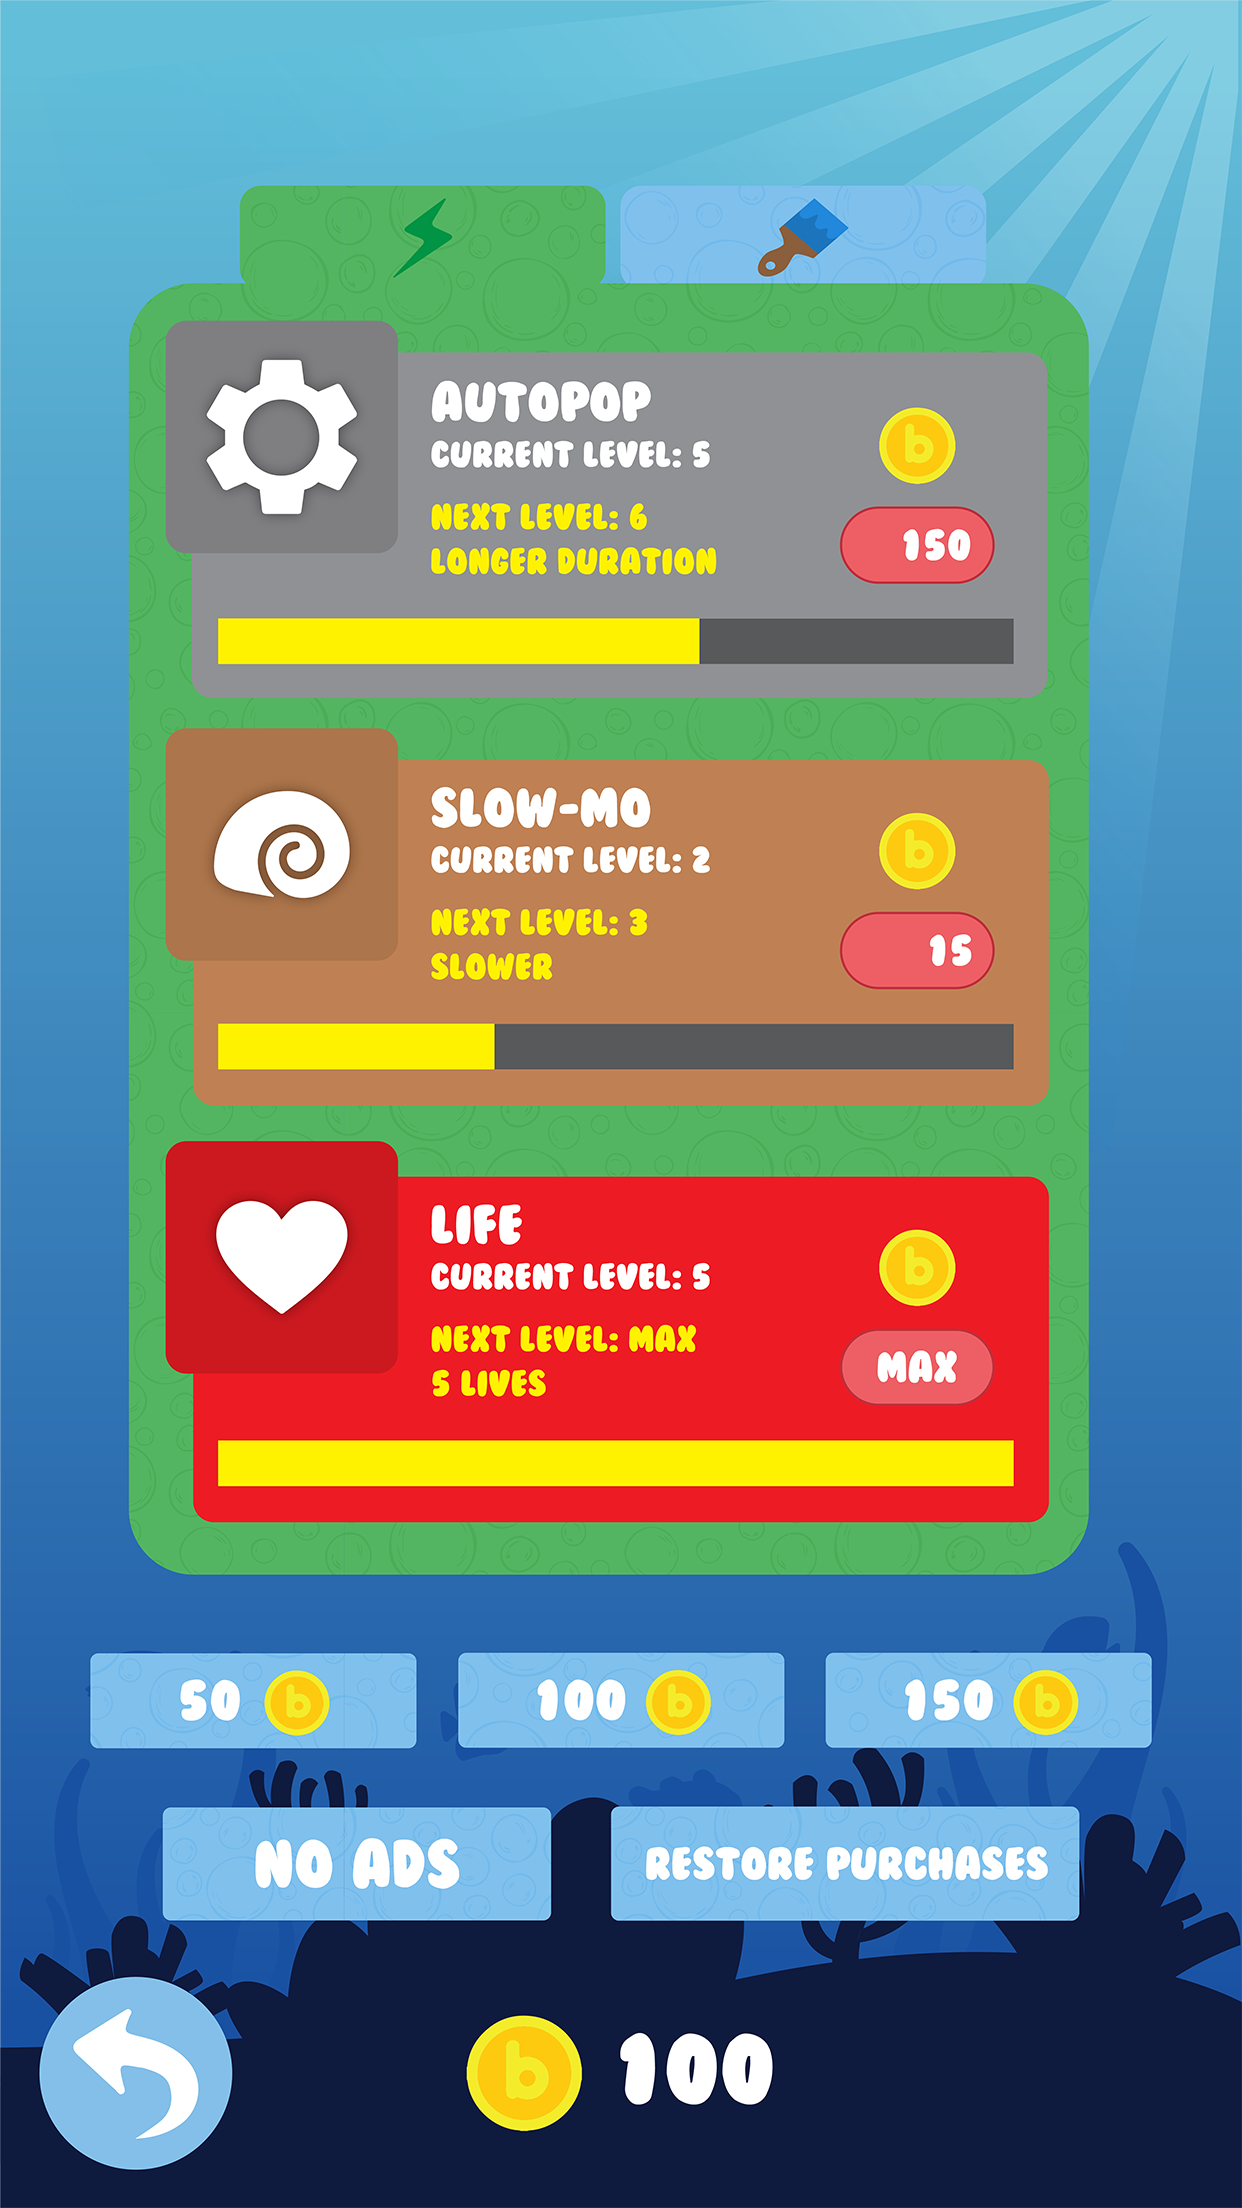 AUTOPOP
CURRENT LEVEL: 5
NEXT LEVEL: 6
LONGER DURATION
b
150
SLOW-MO
CURRENT LEVEL: 2
NEXT LEVEL: 3
SLOWER
b
15
LIFE
CURRENT LEVEL: 5
NEXT LEVEL: MAX
5 LIVES
b
MAX
50 b
100 b
150 b
NO ADS
RESTORE PURCHASES
b 100